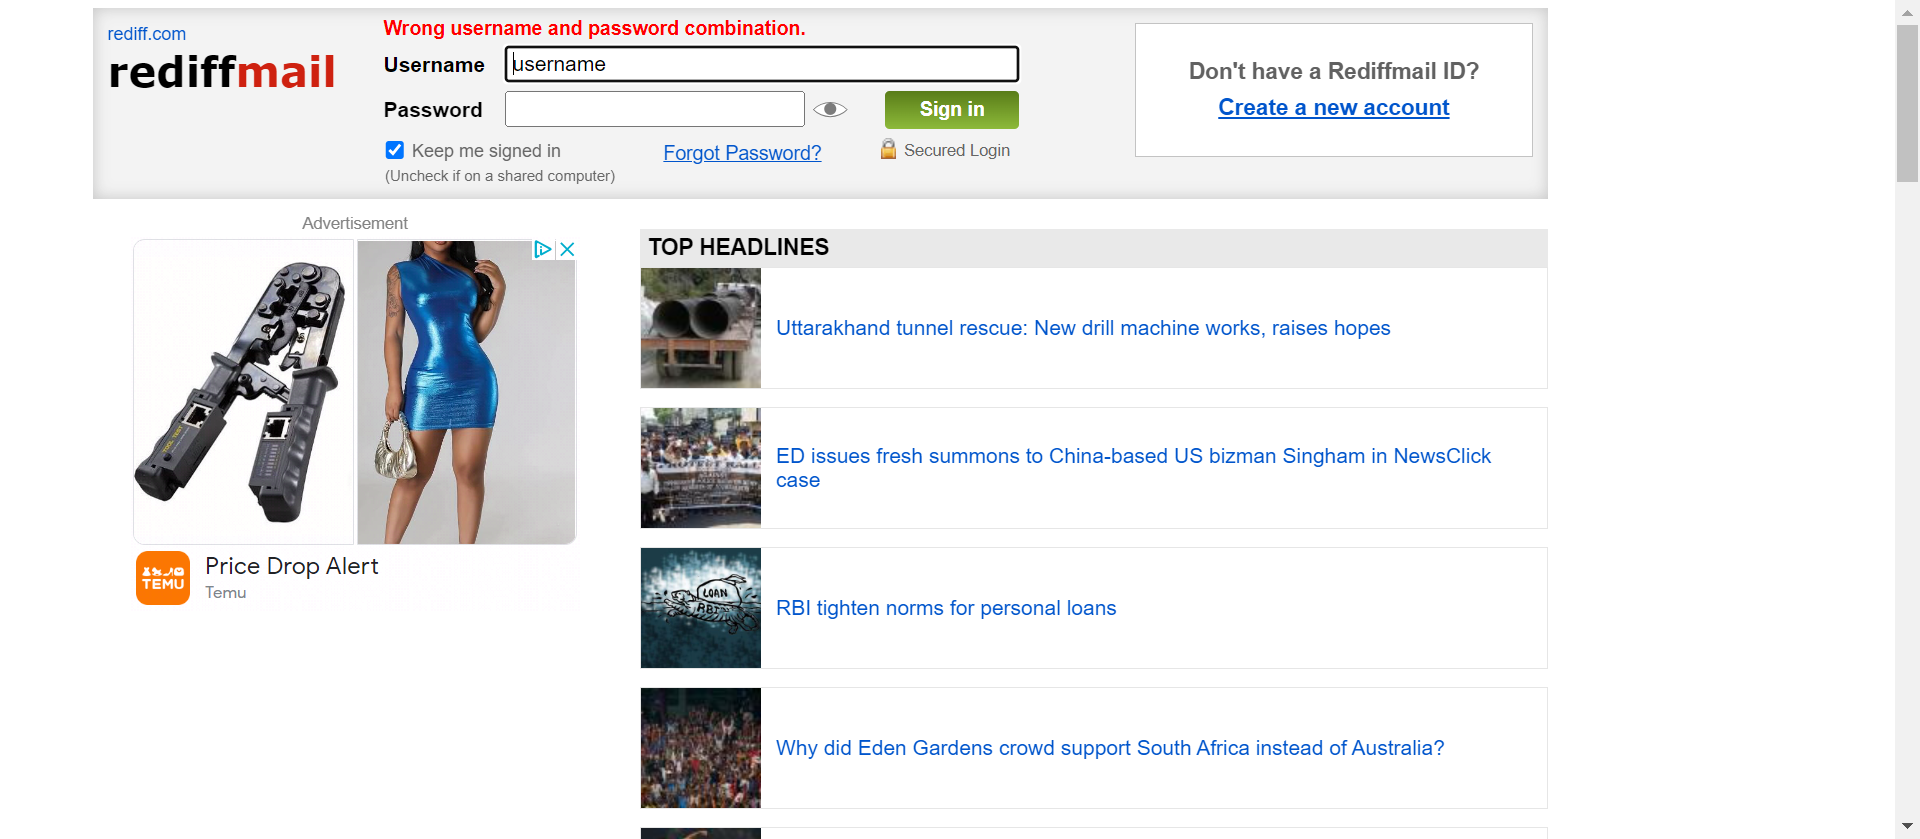 rediff.com
rediffmail
Wrong username and password combination.
Username
username
Password
Sign in
Keep me signed in
(Uncheck if on a shared computer)
Forgot Password?
Secured Login
Don't have a Rediffmail ID?
Create a new account
Advertisement
TEMU
Price Drop Alert
Temu
TOP HEADLINES
Uttarakhand tunnel rescue: New drill machine works, raises hopes
ED issues fresh summons to China-based US bizman Singham in NewsClick
case
LOAN
RBI
RBI tighten norms for personal loans
Why did Eden Gardens crowd support South Africa instead of Australia?